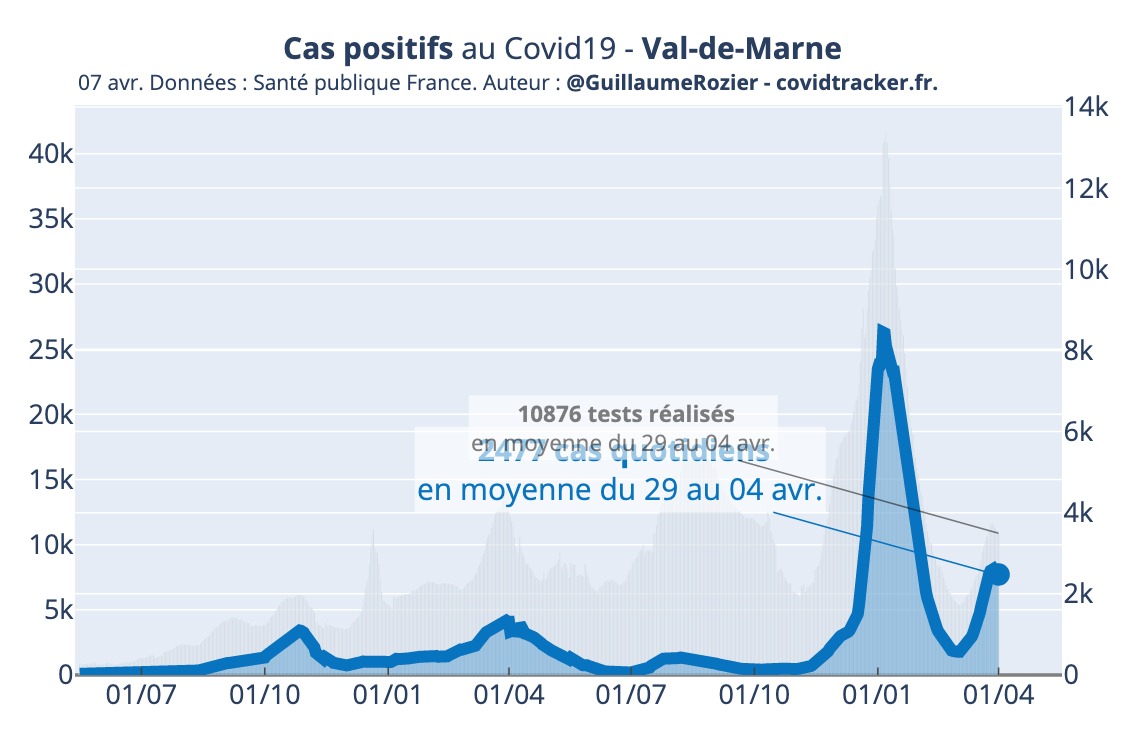 Cas positifs au Covid19 - Val-de-Marne
07 avr. Données : Santé publique France. Auteur : @GuillaumeRozier - covidtracker.fr.
14k
40k
12k
35k
10k
30k
25k
8k
20k
10876 tests réalisés
6k
en moyenne du 29 au 04 avr.
2477 cas quotidiens
15k
en moyenne du 29 au 04 avr.
4k
10k
2k
5k
0
0
01/07 01/10 01/01 01/04 01/07 01/10 01/01 01/04